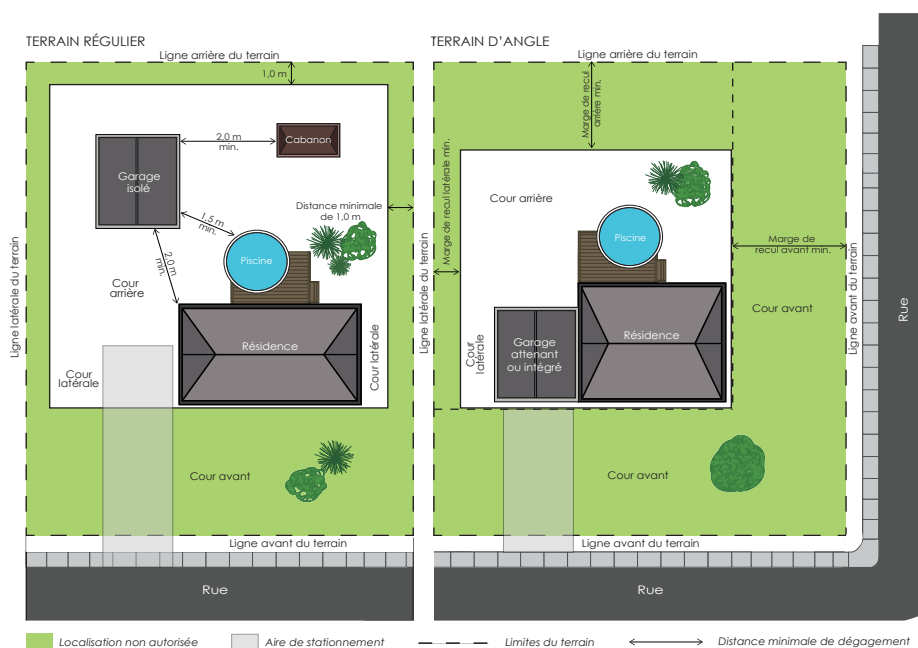 TERRAIN RÉGULIER
Ligne arrière du terrain
1,0 m
2,0 m
min.
Cabanon
Garage
isolé
Distance minimale
de 1,0 m
1,5 m
min.
2,0 m
min.
Piscine
Cour
arrière
Ligne latérale du terrain
Ligne latérale du terrain
Résidence
Cour latérale
Cour
latérale
Cour avant
Ligne avant du terrain
Rue
TERRAIN D'ANGLE
Ligne arrière du terrain
Marge de recul
arrière min.
Marge de recul latérale min.
Cour arrière
Piscine
Marge de
recul avant min.
Ligne avant du terrain
Cour avant
Rue
Résidence
Garage
attenant
ou intégré
Cour
latérale
Cour avant
Ligne avant du terrain
Rue
Localisation non autorisée
Aire de stationnement
Limites du terrain
Distance minimale de dégagement